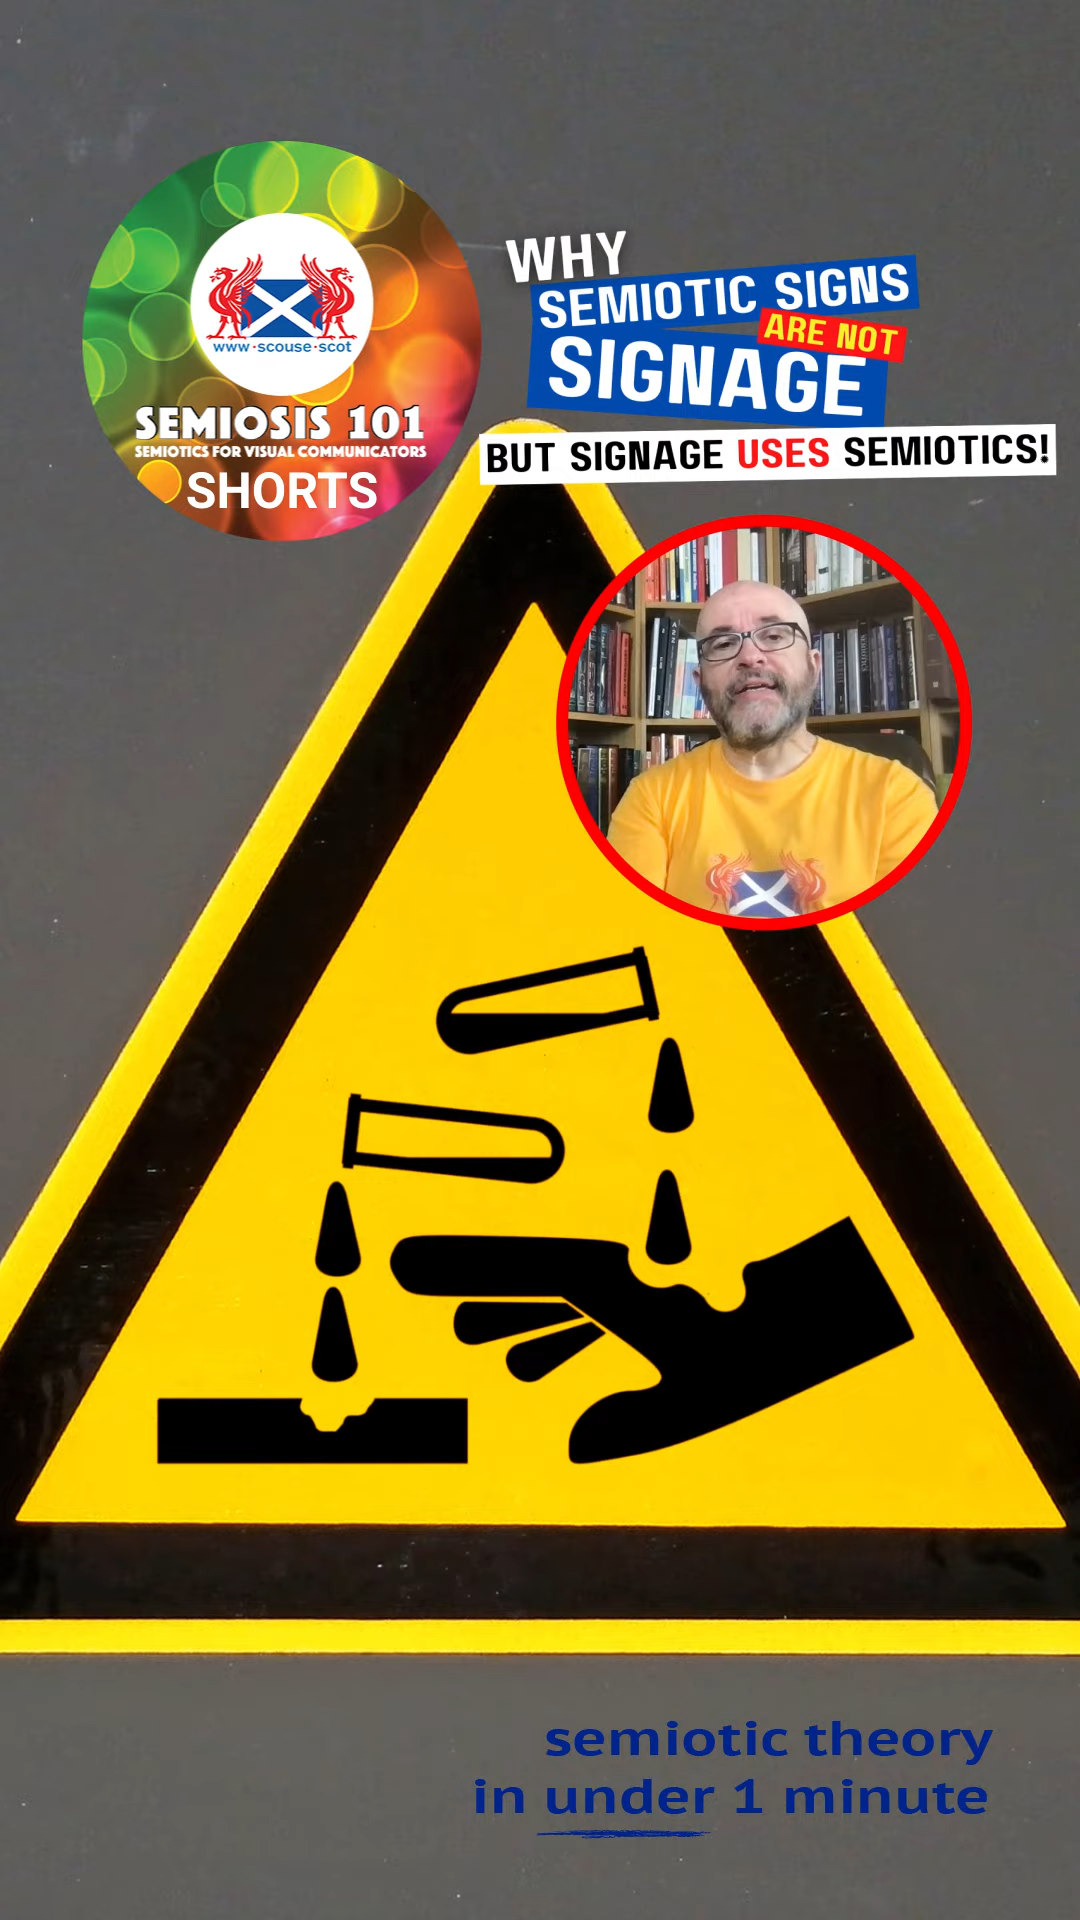 www·scouse·scot
SEMIOSIS 101
SEMIOTICS FOR VISUAL COMMUNICATORS
SHORTS
WHY
SEMIOTIC SIGNS
ARE NOT
SIGNAGE
BUT SIGNAGE USES SEMIOTICS!
semiotic theory
in under 1 minute